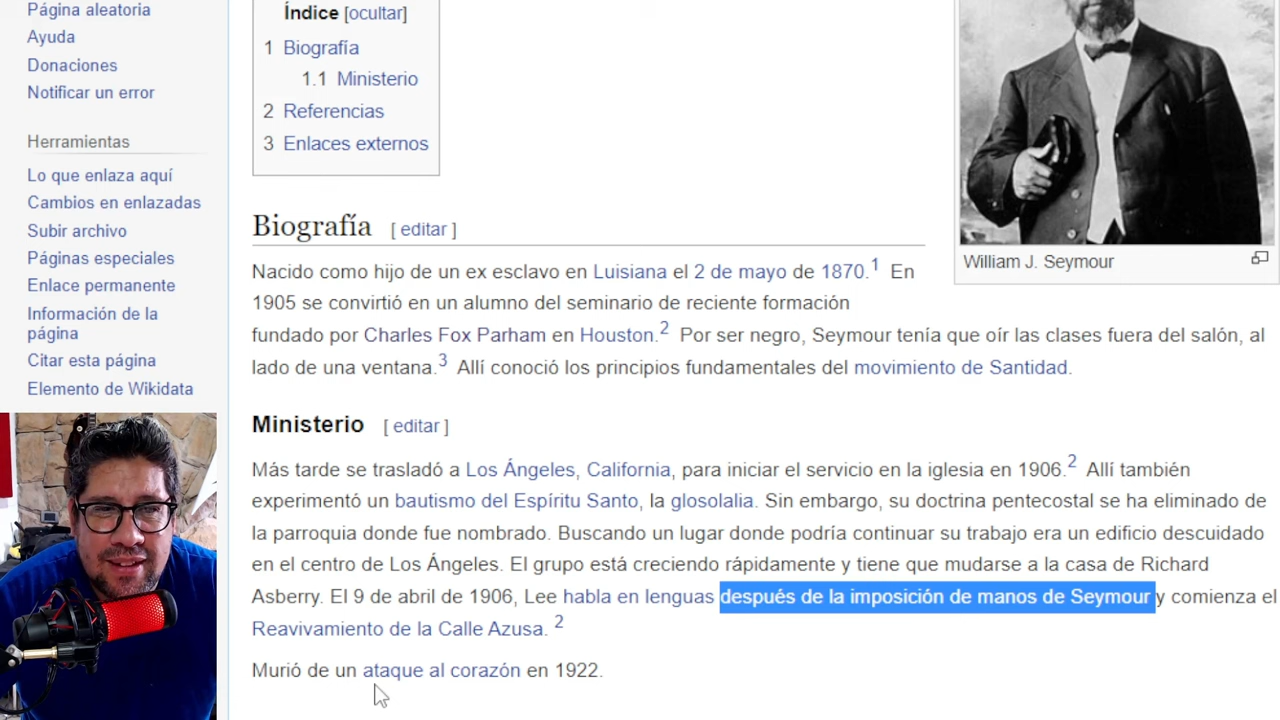 Página aleatoria
Ayuda
Donaciones
Notificar un error
Herramientas
Lo que enlaza aquí
Cambios en enlazadas
Subir archivo
Páginas especiales
Enlace permanente
Información de la
página
Citar esta página
Elemento de Wikidata
Índice [ocultar]
1 Biografía
1.1 Ministerio
2 Referencias
3 Enlaces externos
William J. Seymour
Biografía [ editar ]
Nacido como hijo de un ex esclavo en Luisiana el 2 de mayo de 1870.1 En
1905 se convirtió en un alumno del seminario de reciente formación
fundado por Charles Fox Parham en Houston.2 Por ser negro, Seymour tenía que oír las clases fuera del salón, al
lado de una ventana.3 Allí conoció los principios fundamentales del movimiento de Santidad.
Ministerio [ editar ]
Más tarde se trasladó a Los Ángeles, California, para iniciar el servicio en la iglesia en 1906.2 Allí también
experimentó un bautismo del Espíritu Santo, la glosolalia. Sin embargo, su doctrina pentecostal se ha eliminado de
la parroquia donde fue nombrado. Buscando un lugar donde podría continuar su trabajo era un edificio descuidado
en el centro de Los Ángeles. El grupo está creciendo rápidamente y tiene que mudarse a la casa de Richard
Asberry. El 9 de abril de 1906, Lee habla en lenguas después de la imposición de manos de Seymour y comienza el
Reavivamiento de la Calle Azusa. 2
Murió de un ataque al corazón en 1922.